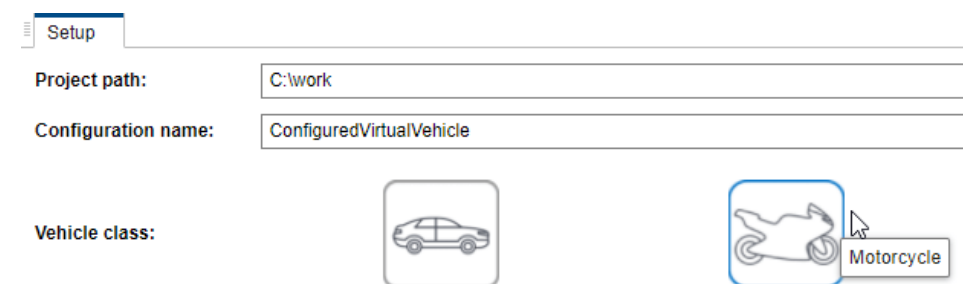 Setup
Project path: C:\work
Configuration name: ConfiguredVirtualVehicle
Vehicle class:
Motorcycle